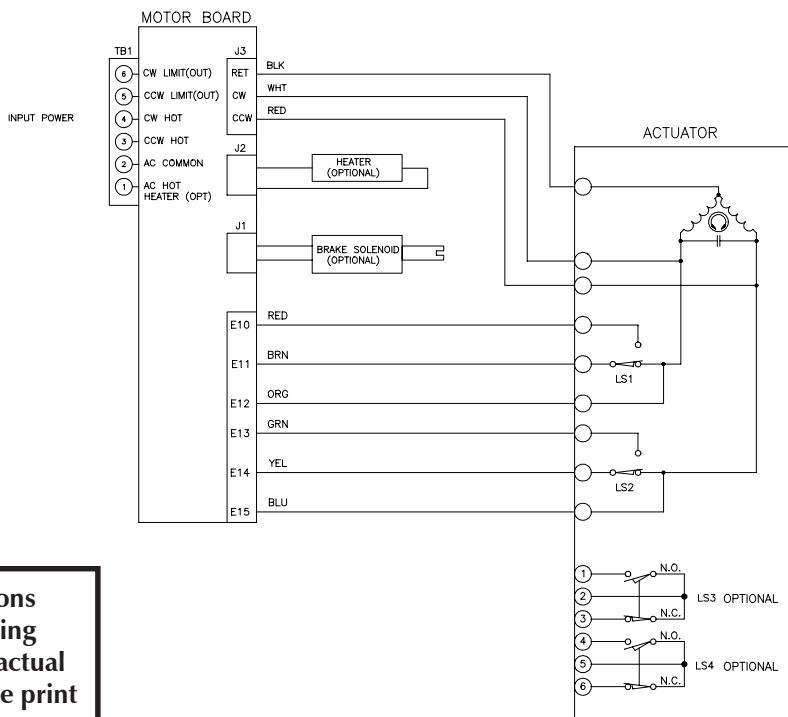 MOTOR BOARD
TB1
J3
6 CW LIMIT(OUT)
RET
BLK
5 CCW LIMIT(OUT)
CW
WHT
INPUT POWER
4 CW HOT
CCW
RED
3 CCW HOT
ACTUATOR
2 AC COMMON
J2
1 AC HOT
HEATER (OPT)
HEATER
(OPTIONAL)
J1
BRAKE SOLENOID
(OPTIONAL)
E10
RED
E11
BRN
LS1
E12
ORG
E13
GRN
E14
YEL
LS2
E15
BLU
1
N.O.
2
LS3 OPTIONAL
3
N.C.
4
N.O.
5
LS4 OPTIONAL
6
N.C.
ons
ing
actual
e print